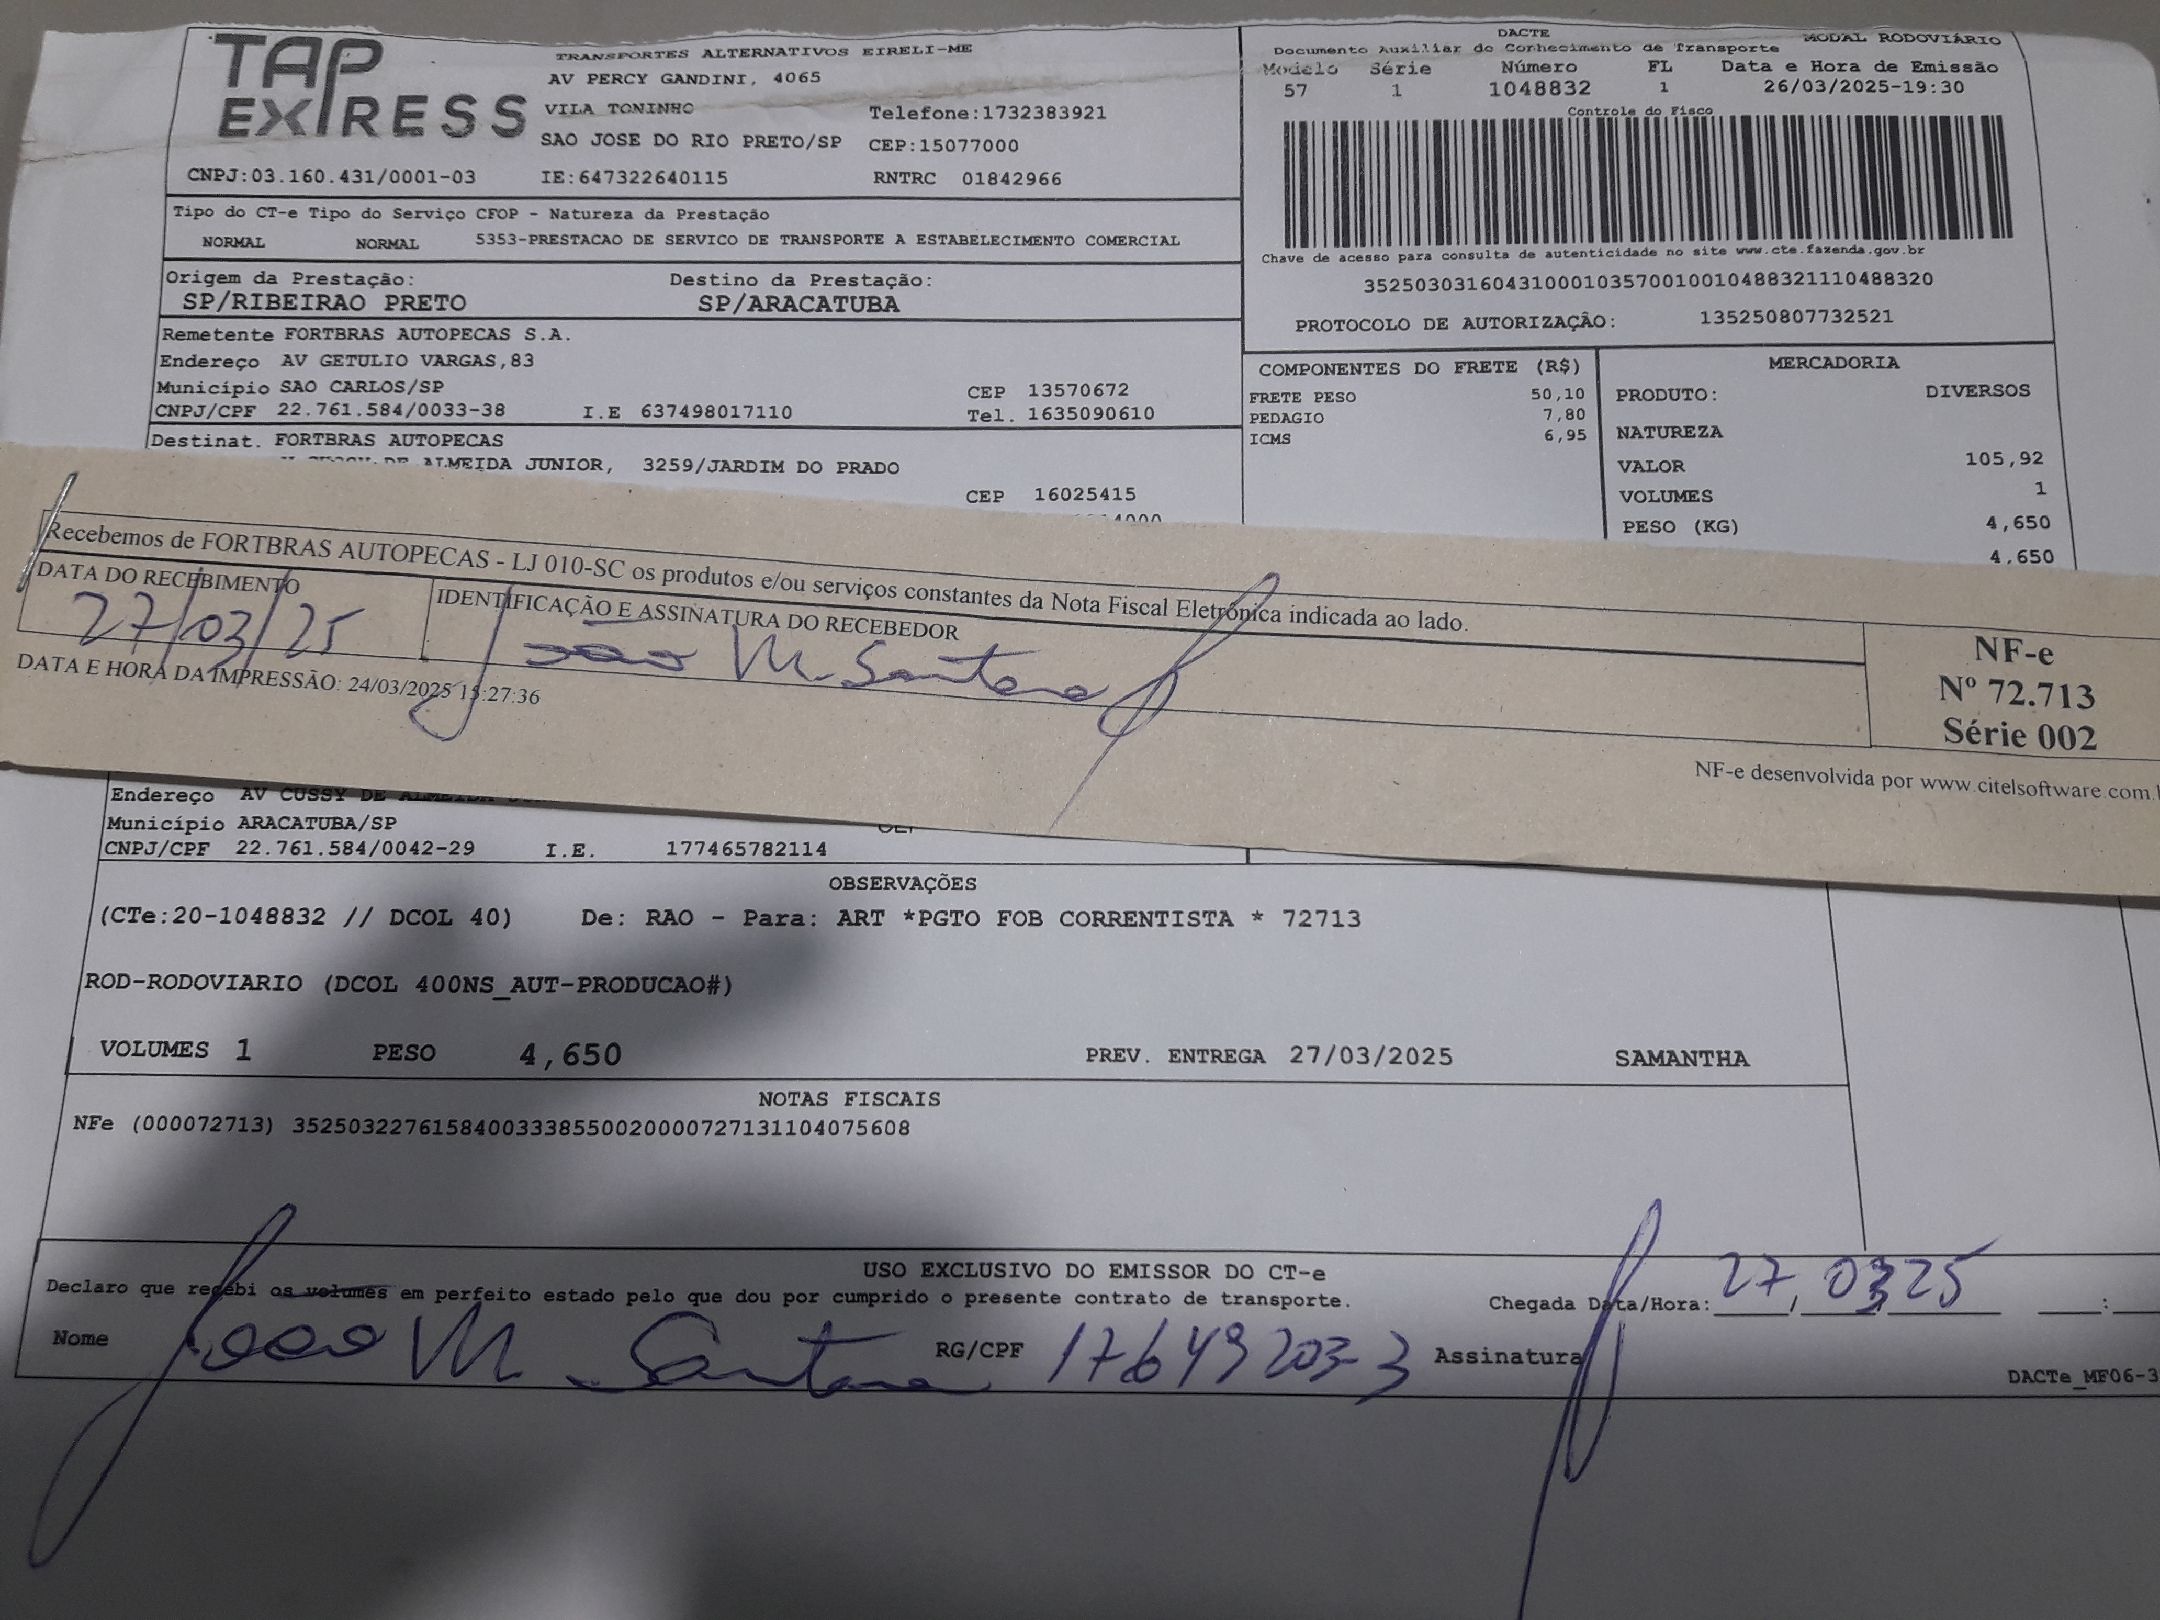 TAP EXPRESS
TRANSPORTES ALTERNATIVOS EIRELI-ME
AV PERCY GANDINI, 4065
VILA TONINHO Telefone:1732383921
SAO JOSE DO RIO PRETO/SP CEP:15077000
CNPJ:03.160.431/0001-03 IE:647322640115 RNTRC 01842966
DACTE MODAL RODOVIÁRIO
Documento Auxiliar do Conhecimento de Transporte
Modelo Série Número FL Data e Hora de Emissão
57 1 1048832 1 26/03/2025-19:30
Controle do Fisco
Chave de acesso para consulta de autenticidade no site www.cte.fazenda.gov.br
35250303160431000103570010010488321110488320
PROTOCOLO DE AUTORIZAÇÃO: 135250807732521
Tipo do CT-e Tipo do Serviço CFOP - Natureza da Prestação
NORMAL NORMAL 5353-PRESTACAO DE SERVICO DE TRANSPORTE A ESTABELECIMENTO COMERCIAL
Origem da Prestação: Destino da Prestação:
SP/RIBEIRAO PRETO SP/ARACATUBA
Remetente FORTBRAS AUTOPECAS S.A.
Endereço AV GETULIO VARGAS,83
Município SAO CARLOS/SP CEP 13570672
CNPJ/CPF 22.761.584/0033-38 I.E 637498017110 Tel. 1635090610
Destinat. FORTBRAS AUTOPECAS
DE ALMEIDA JUNIOR, 3259/JARDIM DO PRADO
CEP 16025415
COMPONENTES DO FRETE (R$)
FRETE PESO 50,10
PEDAGIO 7,80
ICMS 6,95
MERCADORIA
PRODUTO: DIVERSOS
NATUREZA
VALOR 105,92
VOLUMES 1
PESO (KG) 4,650
4,650
Recebemos de FORTBRAS AUTOPECAS - LJ 010-SC os produtos e/ou serviços constantes da Nota Fiscal Eletrônica indicada ao lado.
DATA DO RECEBIMENTO IDENTIFICAÇÃO E ASSINATURA DO RECEBEDOR
27/03/25 João M. Santana
DATA E HORA DA IMPRESSÃO: 24/03/2025 15:27:36
NF-e
Nº 72.713
Série 002
NF-e desenvolvida por www.citelsoftware.com.
Endereço AV CUSSY DE ALMEIDA
Município ARACATUBA/SP
CNPJ/CPF 22.761.584/0042-29 I.E. 177465782114
OBSERVAÇÕES
(CTe:20-1048832 // DCOL 40) De: RAO - Para: ART *PGTO FOB CORRENTISTA * 72713
ROD-RODOVIARIO (DCOL 400NS_AUT-PRODUCAO#)
VOLUMES 1 PESO 4,650 PREV. ENTREGA 27/03/2025 SAMANTHA
NOTAS FISCAIS
NFe (000072713) 35250322761584003338550020000727131104075608
USO EXCLUSIVO DO EMISSOR DO CT-e
Declaro que recebi os volumes em perfeito estado pelo que dou por cumprido o presente contrato de transporte. Chegada Data/Hora: 27/03/25 :
Nome João M. Santana RG/CPF 17649203-3 Assinatura
DACTe_MF06-3